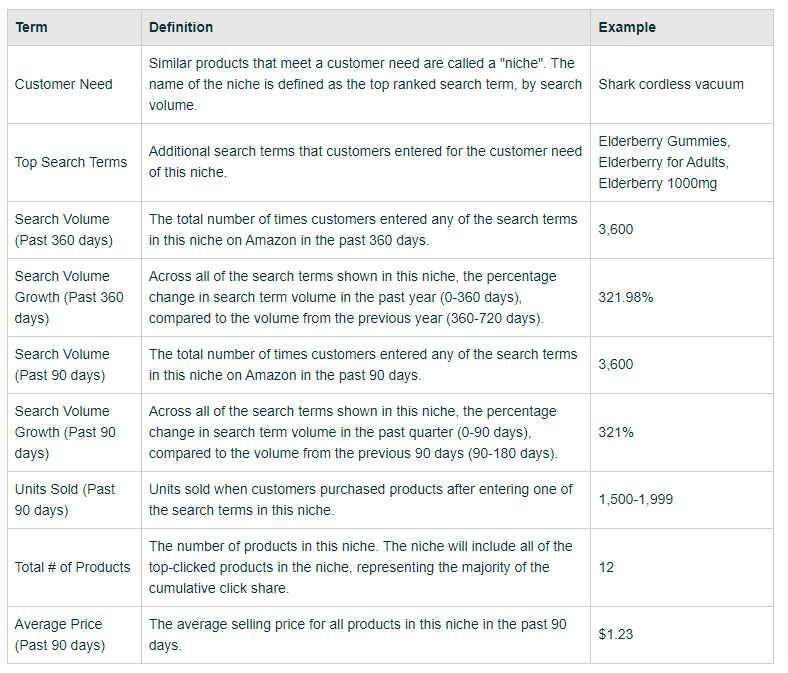 Term Definition Example
Customer Need
Similar products that meet a customer need are called a "niche". The
name of the niche is defined as the top ranked search term, by search
volume.
Shark cordless vacuum
Top Search Terms
Additional search terms that customers entered for the customer need
of this niche.
Elderberry Gummies,
Elderberry for Adults,
Elderberry 1000mg
Search Volume
(Past 360 days)
The total number of times customers entered any of the search terms
in this niche on Amazon in the past 360 days.
3,600
Search Volume
Growth (Past 360
days)
Across all of the search terms shown in this niche, the percentage
change in search term volume in the past year (0-360 days),
compared to the volume from the previous year (360-720 days).
321.98%
Search Volume
(Past 90 days)
The total number of times customers entered any of the search terms
in this niche on Amazon in the past 90 days.
3,600
Search Volume
Growth (Past 90
days)
Across all of the search terms shown in this niche, the percentage
change in search term volume in the past quarter (0-90 days),
compared to the volume from the previous 90 days (90-180 days).
321%
Units Sold (Past
90 days)
Units sold when customers purchased products after entering one of
the search terms in this niche.
1,500-1,999
Total # of Products
The number of products in this niche. The niche will include all of the
top-clicked products in the niche, representing the majority of the
cumulative click share.
12
Average Price
(Past 90 days)
The average selling price for all products in this niche in the past 90
days.
$1.23